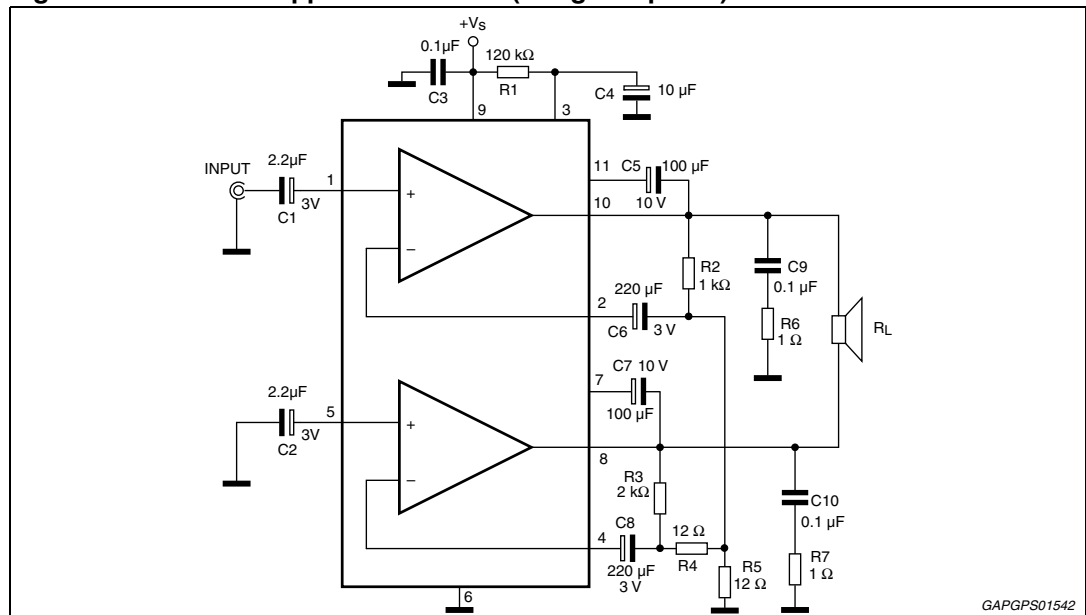 +VS
0.1µF
120 kΩ
C3
R1
C4
10 µF
9
3
INPUT
2.2µF
1
3V
C1
+
–
11
C5
100 µF
10 V
10
R2
1 kΩ
C9
0.1 µF
220 µF
2
C6
3 V
R6
1 Ω
RL
C7
10 V
7
100 µF
2.2µF
5
3V
C2
+
–
8
R3
2 kΩ
C10
0.1 µF
C8
12 Ω
4
R4
220 µF
3 V
R5
12 Ω
R7
1 Ω
6
GAPGPS01542